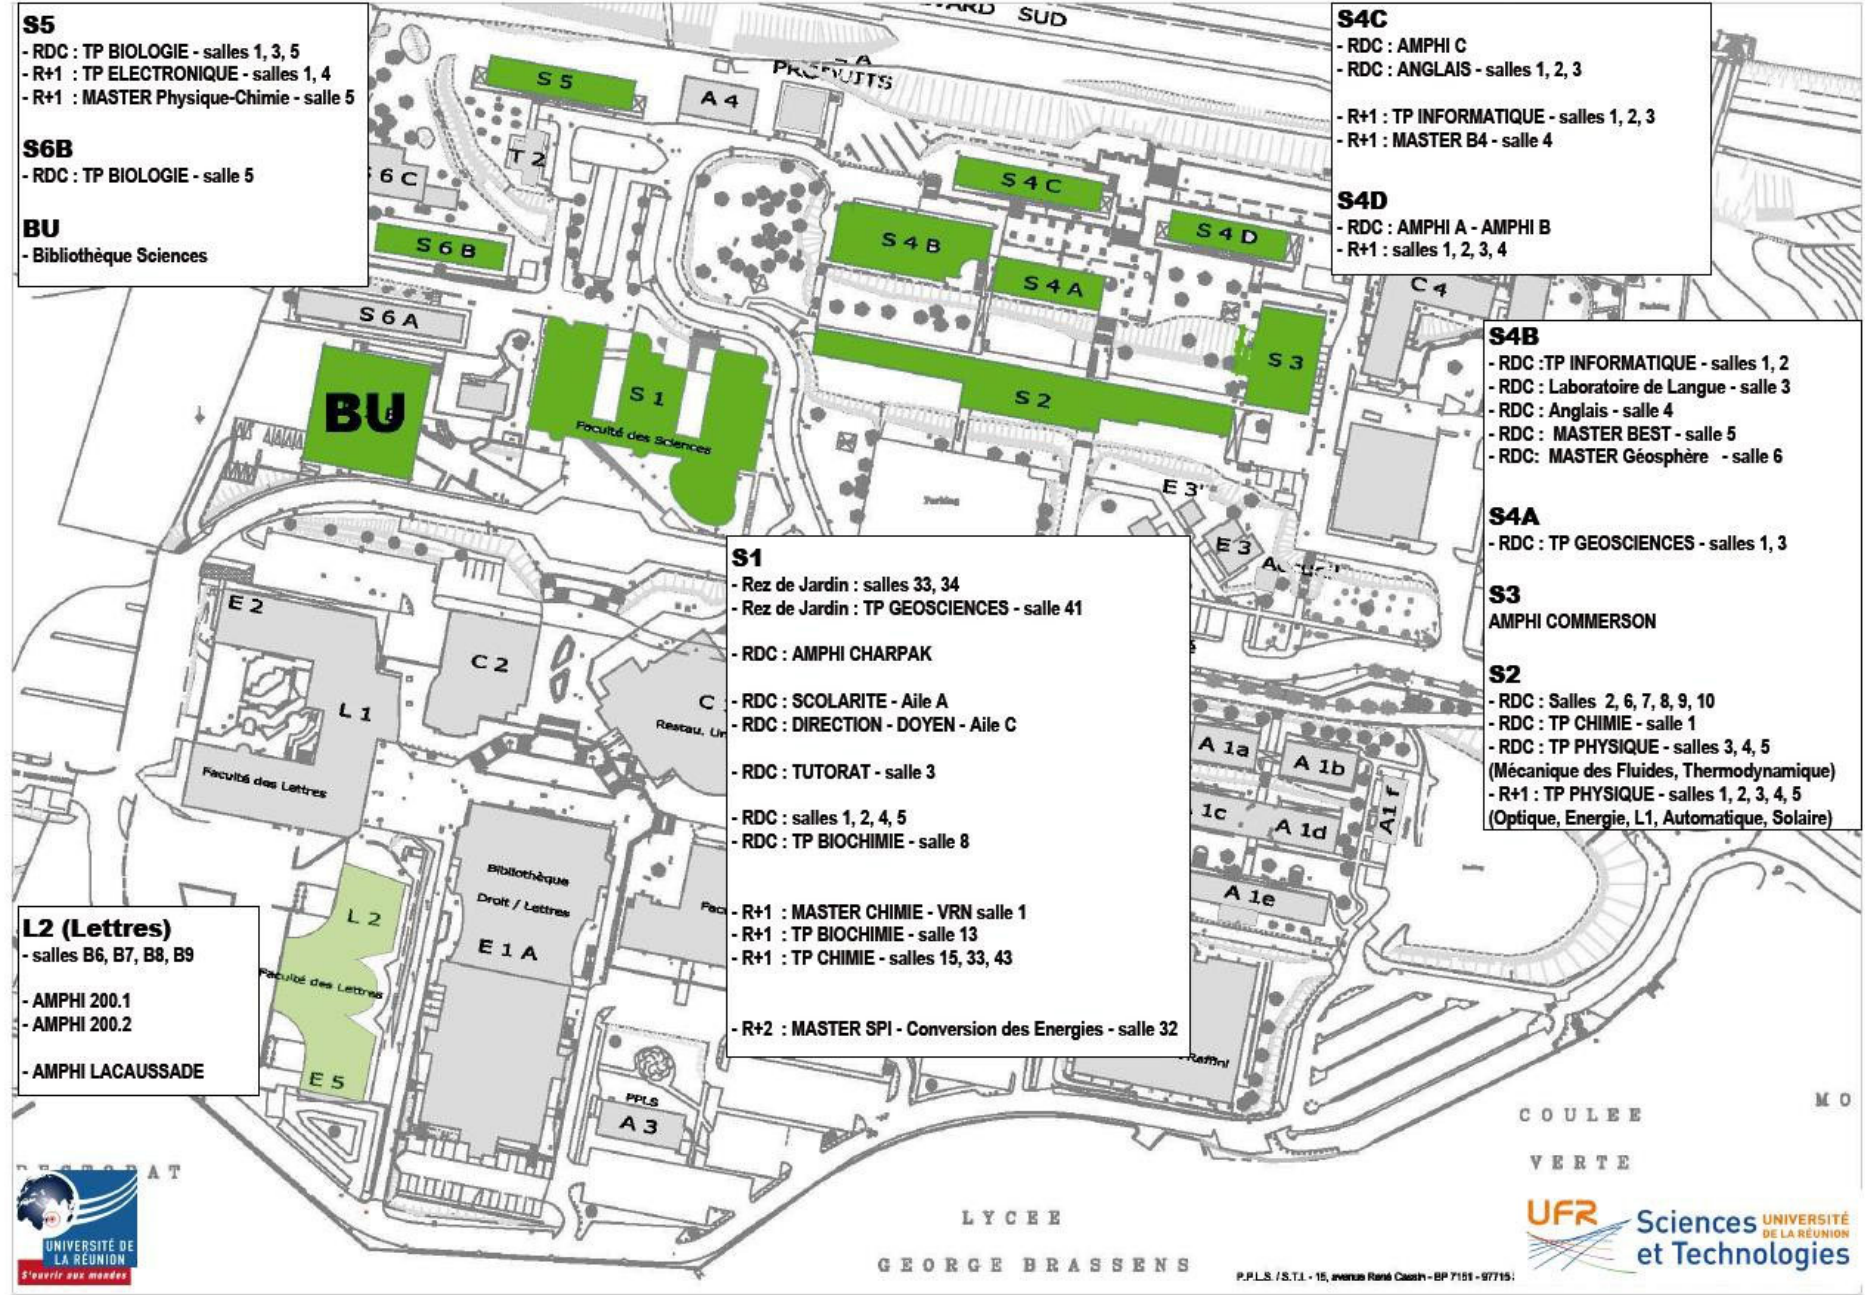 S5
- RDC : TP BIOLOGIE - salles 1, 3, 5
- R+1 : TP ELECTRONIQUE - salles 1, 4
- R+1 : MASTER Physique-Chimie - salle 5
S6B
- RDC : TP BIOLOGIE - salle 5
BU
- Bibliothèque Sciences
SUD
PRODUITS
S4C
- RDC : AMPHI C
- RDC : ANGLAIS - salles 1, 2, 3
- R+1 : TP INFORMATIQUE - salles 1, 2, 3
- R+1 : MASTER B4 - salle 4
S4D
- RDC : AMPHI A - AMPHI B
- R+1 : salles 1, 2, 3, 4
S 5
A 4
T 2
6 C
S 6 B
S 6 A
S 4 C
S 4 B
S 4 D
S 4 A
C 4
Parking
S 3
S 2
BU
S 1
Faculté des Sciences
Parking
E 3'
E 3
S4B
- RDC :TP INFORMATIQUE - salles 1, 2
- RDC : Laboratoire de Langue - salle 3
- RDC : Anglais - salle 4
- RDC : MASTER BEST - salle 5
- RDC: MASTER Géosphère - salle 6
S4A
- RDC : TP GEOSCIENCES - salles 1, 3
S3
AMPHI COMMERSON
S2
- RDC : Salles 2, 6, 7, 8, 9, 10
- RDC : TP CHIMIE - salle 1
- RDC : TP PHYSIQUE - salles 3, 4, 5
(Mécanique des Fluides, Thermodynamique)
- R+1 : TP PHYSIQUE - salles 1, 2, 3, 4, 5
(Optique, Energie, L1, Automatique, Solaire)
S1
- Rez de Jardin : salles 33, 34
- Rez de Jardin : TP GEOSCIENCES - salle 41
- RDC : AMPHI CHARPAK
- RDC : SCOLARITE - Aile A
- RDC : DIRECTION - DOYEN - Aile C
- RDC : TUTORAT - salle 3
- RDC : salles 1, 2, 4, 5
- RDC : TP BIOCHIMIE - salle 8
- R+1 : MASTER CHIMIE - VRN salle 1
- R+1 : TP BIOCHIMIE - salle 13
- R+1 : TP CHIMIE - salles 15, 33, 43
- R+2 : MASTER SPI - Conversion des Energies - salle 32
E 2
C 2
L 1
Faculté des Lettres
Restau. Un
A 1a
A 1b
1c
A 1d
A1 f
A 1e
Bibliothèque
Droit / Lettres
E 1 A
L 2
Faculté des Lettres
E 5
L2 (Lettres)
- salles B6, B7, B8, B9
- AMPHI 200.1
- AMPHI 200.2
- AMPHI LACAUSSADE
PPLS
A 3
COULEE
VERTE
MO
LYCEE
GEORGE BRASSENS
UNIVERSITÉ DE
LA RÉUNION
S'ouvrir aux mondes
P.P.L.S. / S.T.I. - 15, avenue René Cassin - BP 7151 - 97715
UFR Sciences et Technologies
UNIVERSITÉ
DE LA RÉUNION